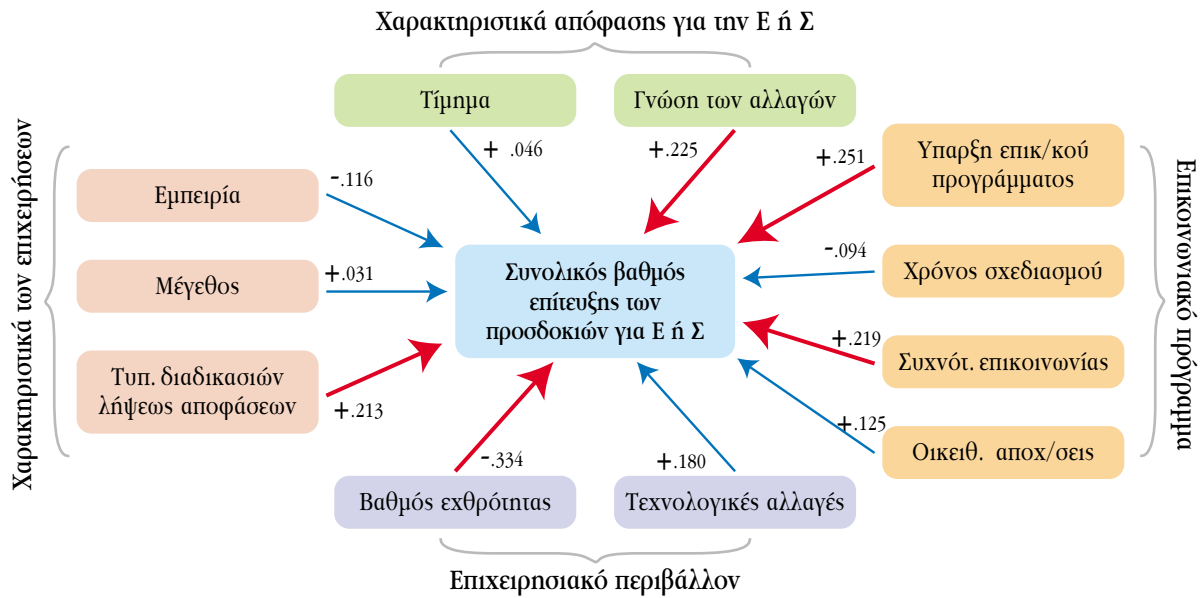 Χαρακτηριστικά απόφασης για την Ε ή Σ
Τίμημα
Γνώση των αλλαγών
+ .046
+.225
Χαρακτηριστικά των επιχειρήσεων
Εμπειρία
-.116
Μέγεθος
+.031
Τυπ. διαδικασιών
λήψεως αποφάσεων
+.213
Συνολικός βαθμός
επίτευξης των
προσδοκιών για Ε ή Σ
+.251
Υπαρξη επικ/κού
προγράμματος
-.094
Χρόνος σχεδιασμού
+.219
Συχνότ. επικοινωνίας
+.125
Οικειθ. αποχ/σεις
Επικοινωνιακό πρόγραμμα
-.334
+.180
Βαθμός εχθρότητας
Τεχνολογικές αλλαγές
Επιχειρησιακό περιβάλλον